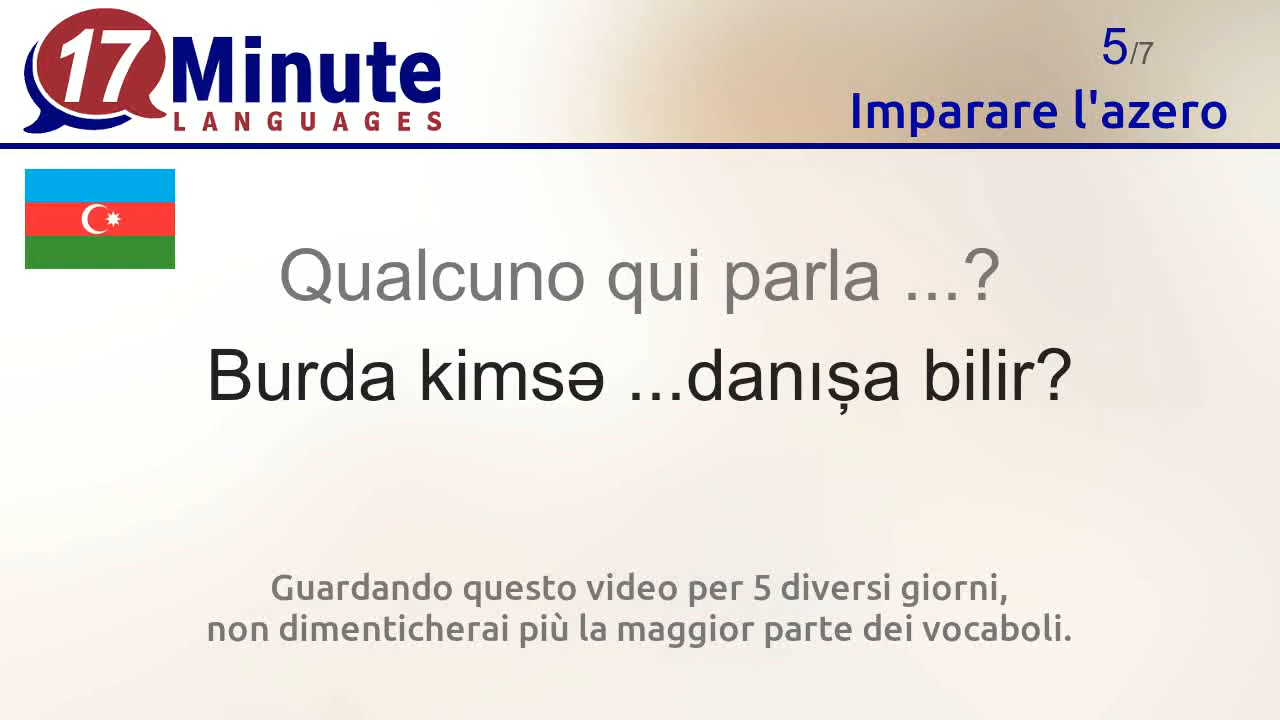 17 Minute
LANGUAGES
5/7
Imparare l'azero
Qualcuno qui parla ...?
Burda kimsə ...danışa bilir?
Guardando questo video per 5 diversi giorni,
non dimenticherai più la maggior parte dei vocaboli.